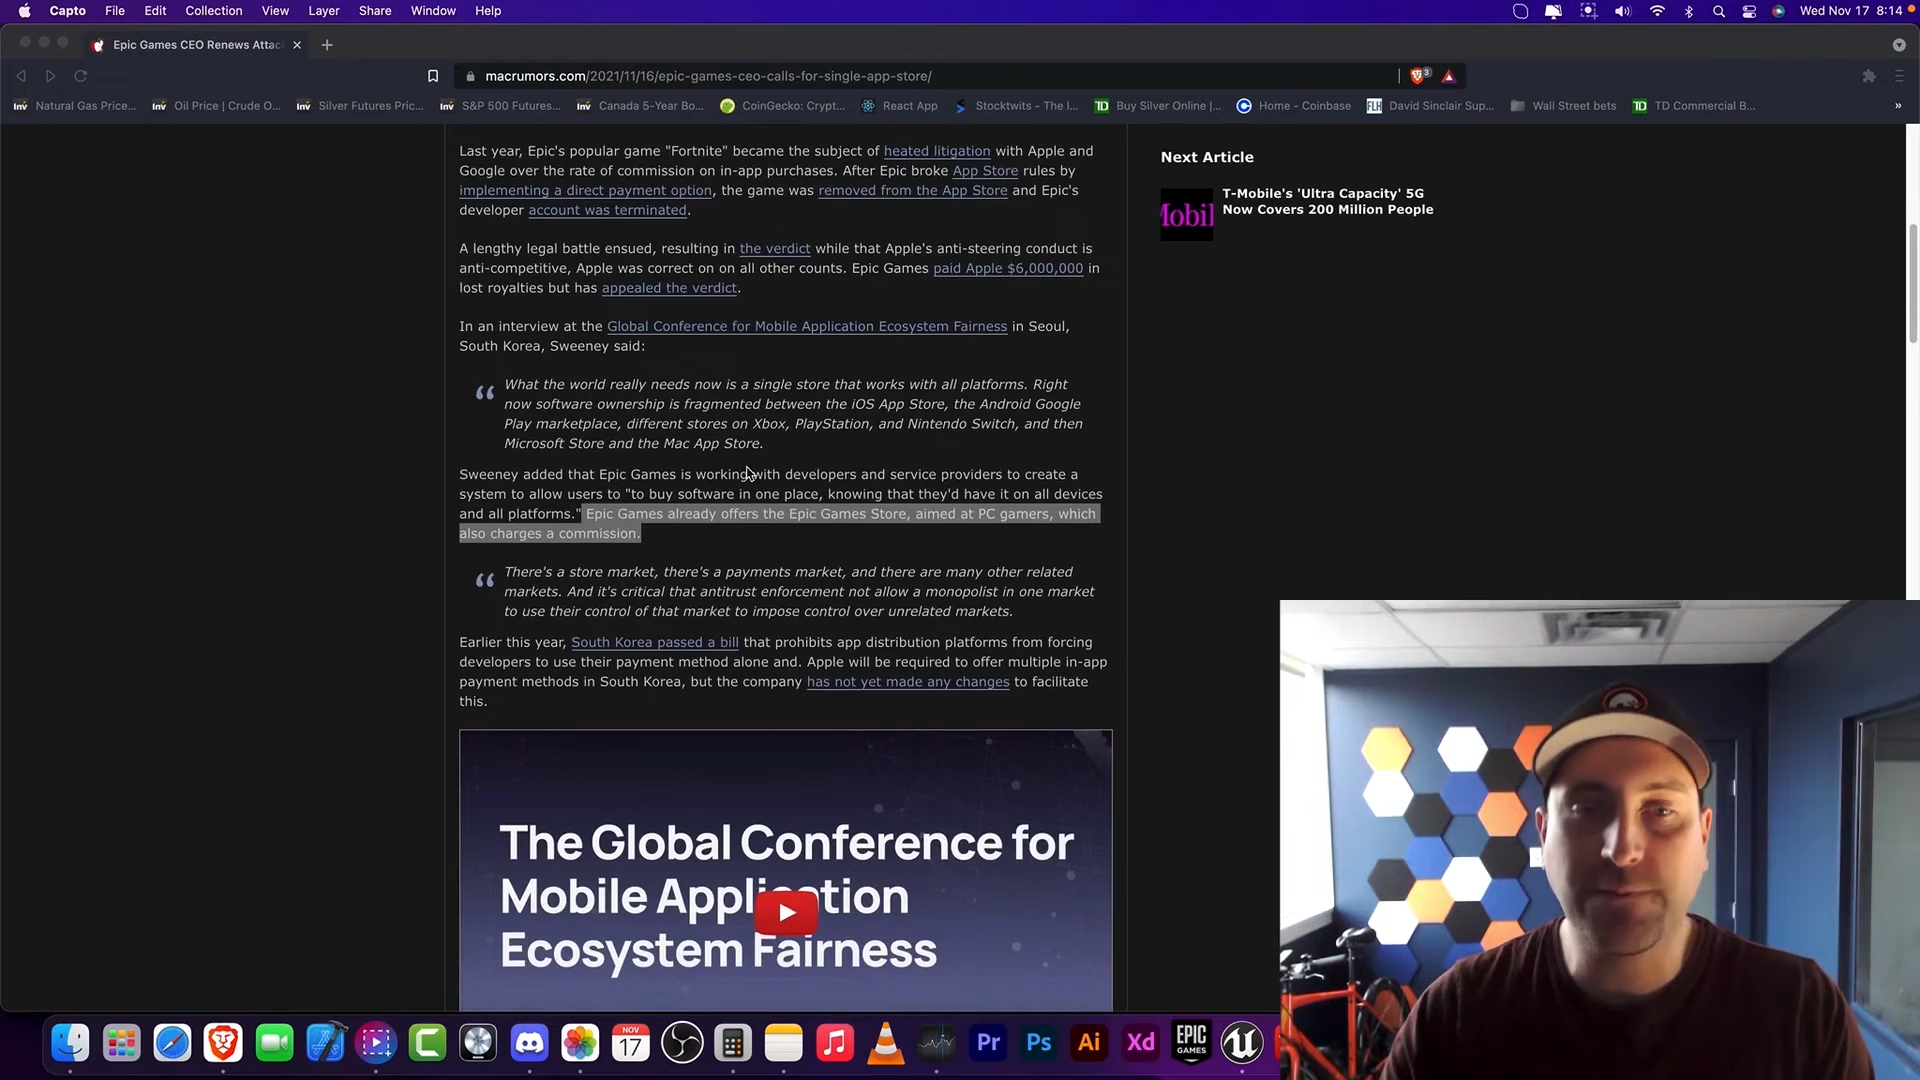 Capto File Edit Collection View Layer Share Window Help
Wed Nov 17 8:14
Epic Games CEO Renews Attac
macrumors.com/2021/11/16/epic-games-ceo-calls-for-single-app-store/
3
Inv Natural Gas Price... Inv Oil Price | Crude O... Inv Silver Futures Pric... Inv S&P 500 Futures... Inv Canada 5-Year Bo... CoinGecko: Crypt... React App Stocktwits - The I... TD Buy Silver Online |... Home - Coinbase FLH David Sinclair Sup... Wall Street bets TD TD Commercial B... »
Last year, Epic's popular game "Fortnite" became the subject of heated litigation with Apple and
Google over the rate of commission on in-app purchases. After Epic broke App Store rules by
implementing a direct payment option, the game was removed from the App Store and Epic's
developer account was terminated.
A lengthy legal battle ensued, resulting in the verdict while that Apple's anti-steering conduct is
anti-competitive, Apple was correct on on all other counts. Epic Games paid Apple $6,000,000 in
lost royalties but has appealed the verdict.
In an interview at the Global Conference for Mobile Application Ecosystem Fairness in Seoul,
South Korea, Sweeney said:
“ What the world really needs now is a single store that works with all platforms. Right
now software ownership is fragmented between the iOS App Store, the Android Google
Play marketplace, different stores on Xbox, PlayStation, and Nintendo Switch, and then
Microsoft Store and the Mac App Store.
Sweeney added that Epic Games is working with developers and service providers to create a
system to allow users to "to buy software in one place, knowing that they'd have it on all devices
and all platforms." Epic Games already offers the Epic Games Store, aimed at PC gamers, which
also charges a commission.
“ There's a store market, there's a payments market, and there are many other related
markets. And it's critical that antitrust enforcement not allow a monopolist in one market
to use their control of that market to impose control over unrelated markets.
Earlier this year, South Korea passed a bill that prohibits app distribution platforms from forcing
developers to use their payment method alone and. Apple will be required to offer multiple in-app
payment methods in South Korea, but the company has not yet made any changes to facilitate
this.
The Global Conference for
Mobile Application
Ecosystem Fairness
Next Article
Mobil
T-Mobile's 'Ultra Capacity' 5G
Now Covers 200 Million People
NOV
17
Pr Ps Ai Xd
EPIC
GAMES